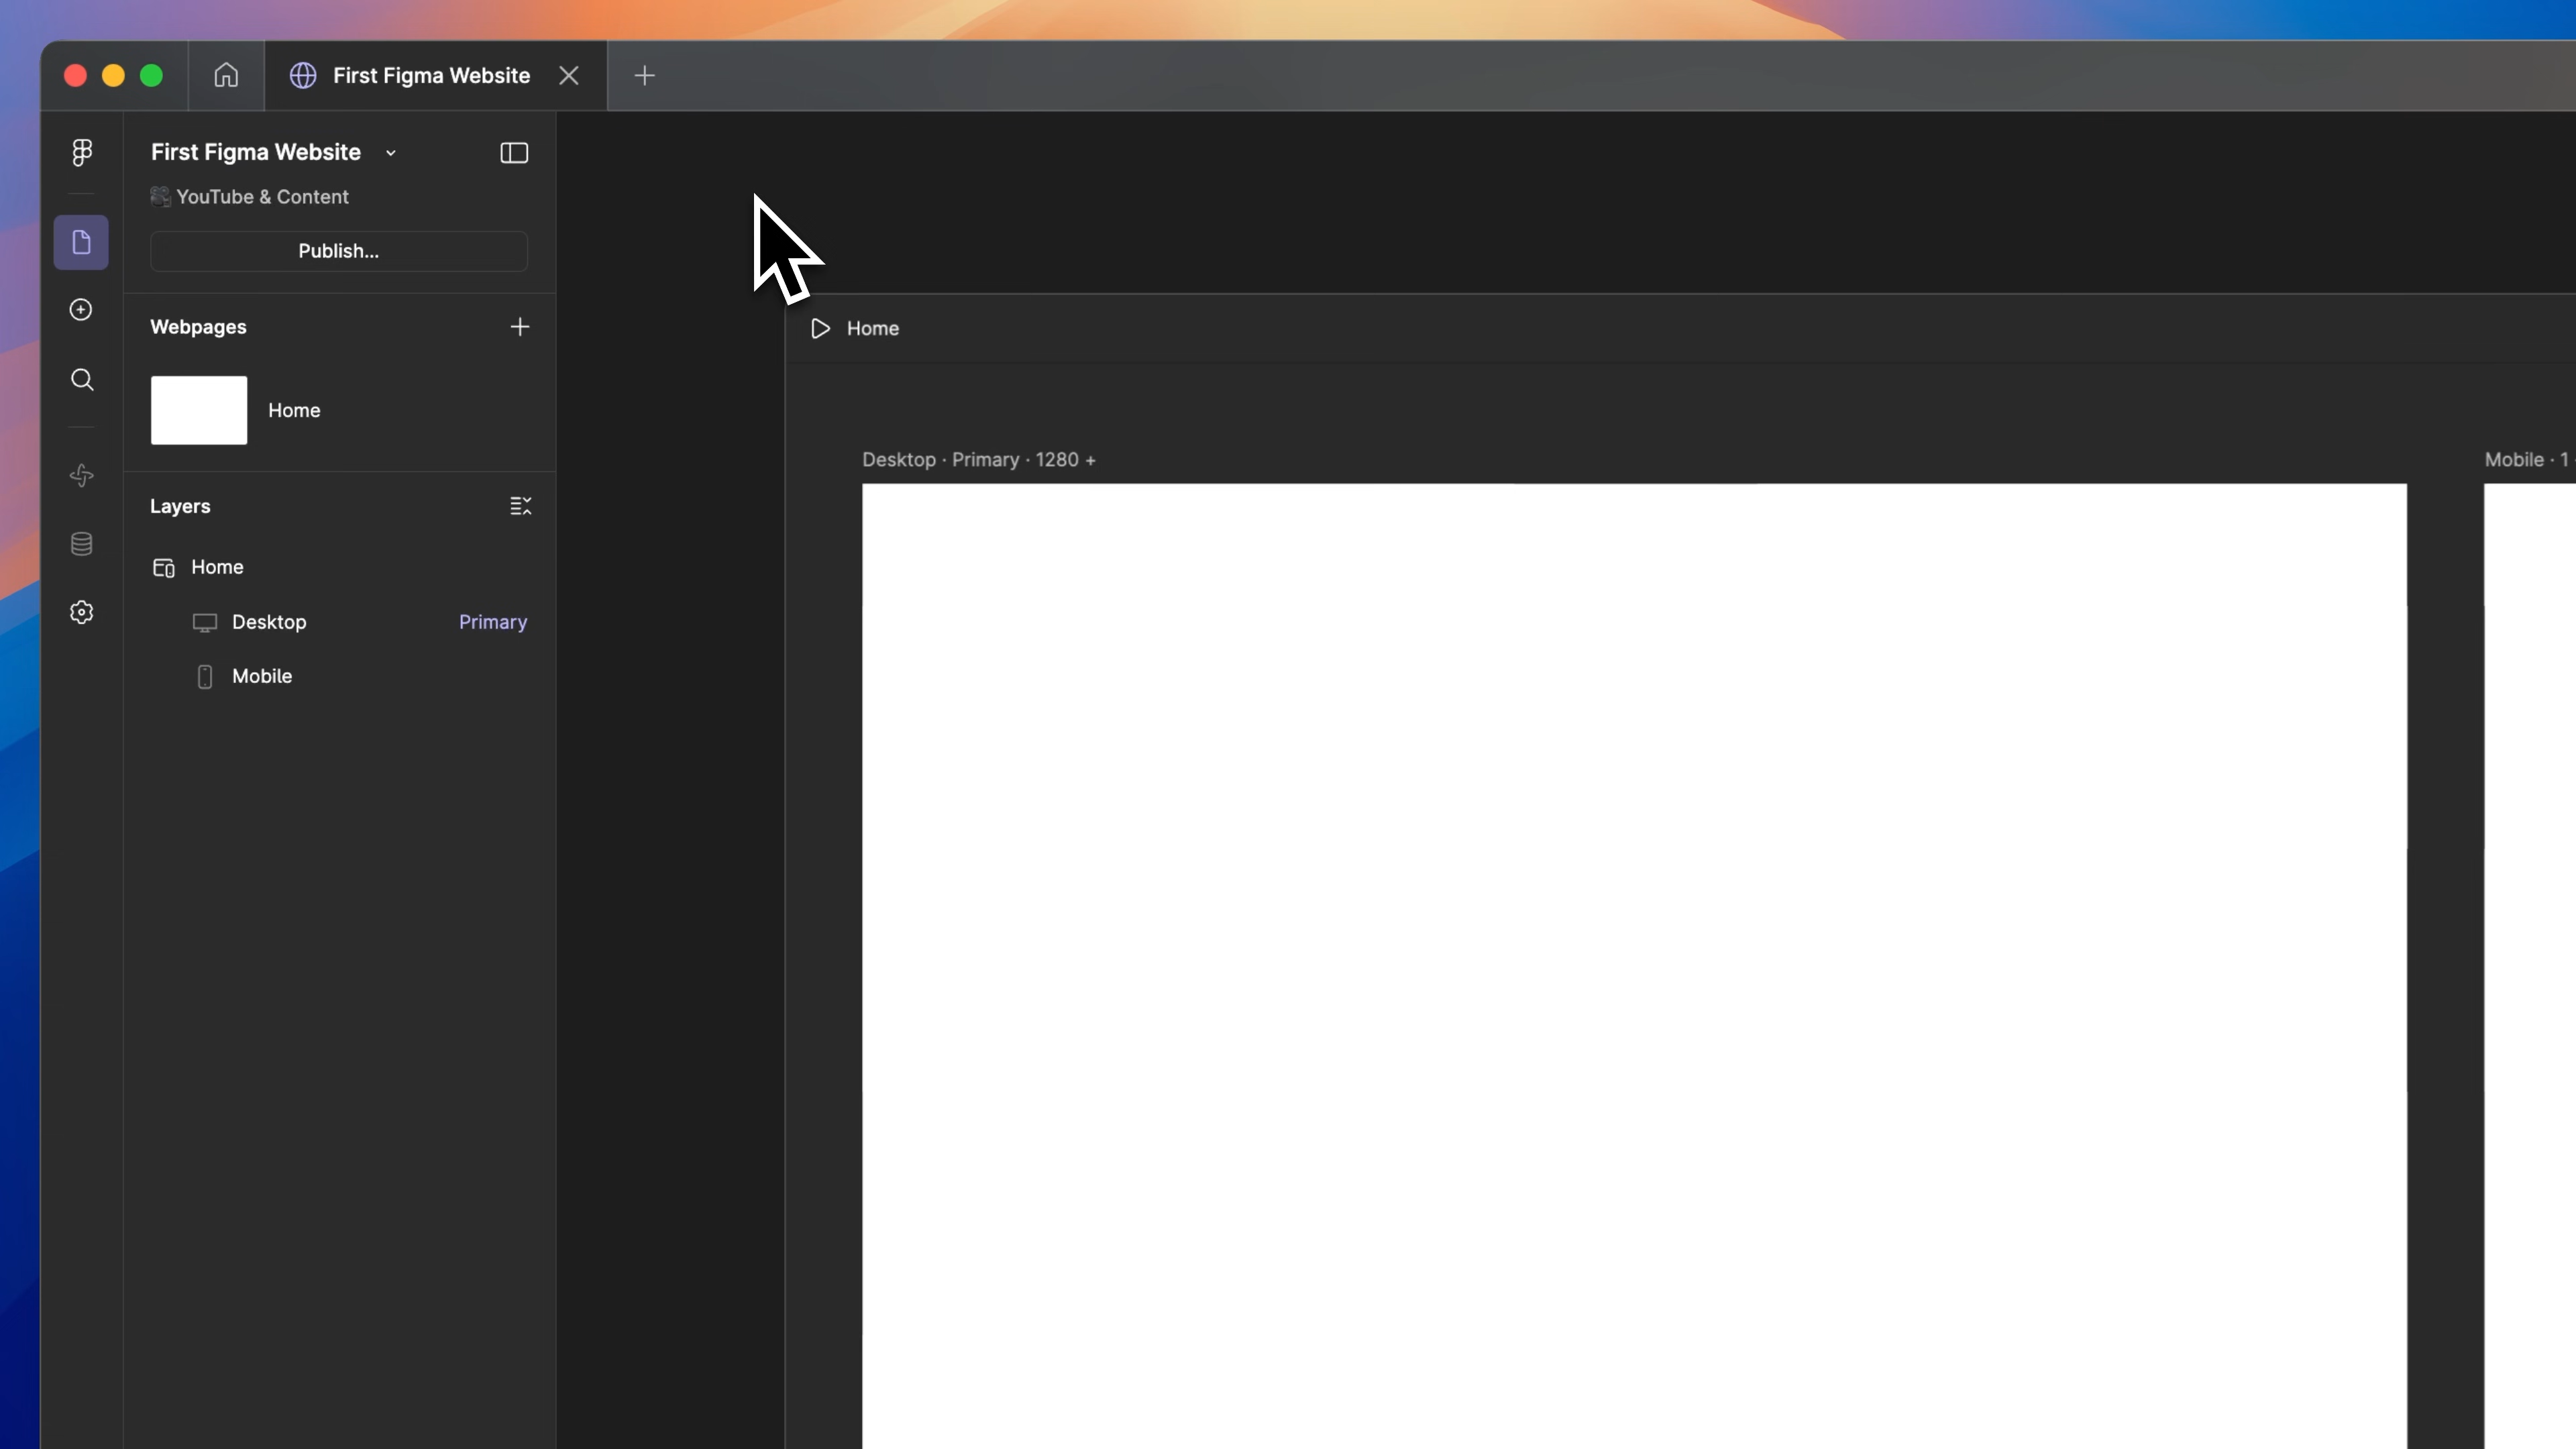 First Figma Website
First Figma Website
YouTube & Content
Publish...
Webpages
Home
Layers
Home
Desktop Primary
Mobile
Home
Desktop · Primary · 1280 +
Mobile · 1